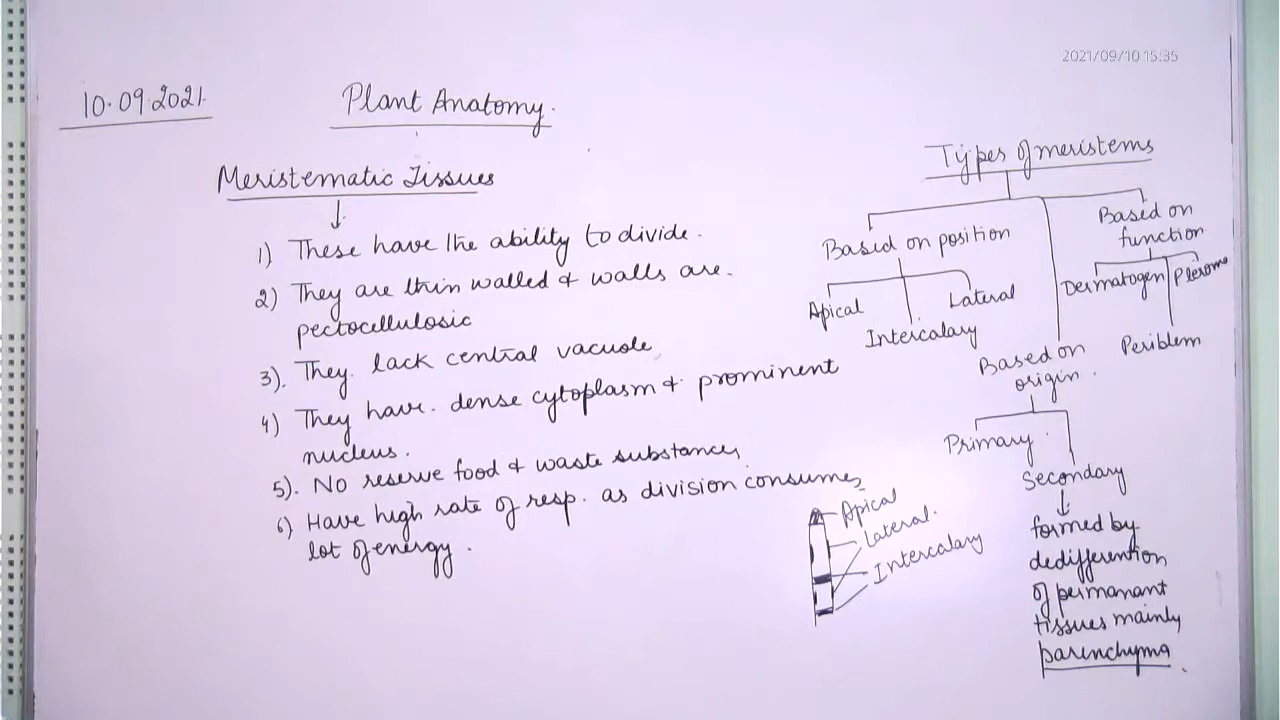 2021/09/10 15:35
10.09.2021.
Plant Anatomy.
Meristematic Tissues
1) These have the ability to divide.
2) They are thin walled & walls are.
pectocellulosic
3). They. lack central vacuole
4) They have. dense cytoplasm & prominent
nucleus.
5). No reserve food & waste substances
6) Have high rate of resp. as division consumes
lot of energy.
Types of meristems
Based on position
Apical
Intercalary
Lateral
Based on
function
Dermatogen
Plerome
Periblem
Based on
origin.
Primary.
Secondary
formed by
dedifferention
of permanant
tissues mainly
parenchyma.
Apical
Lateral.
Intercalary